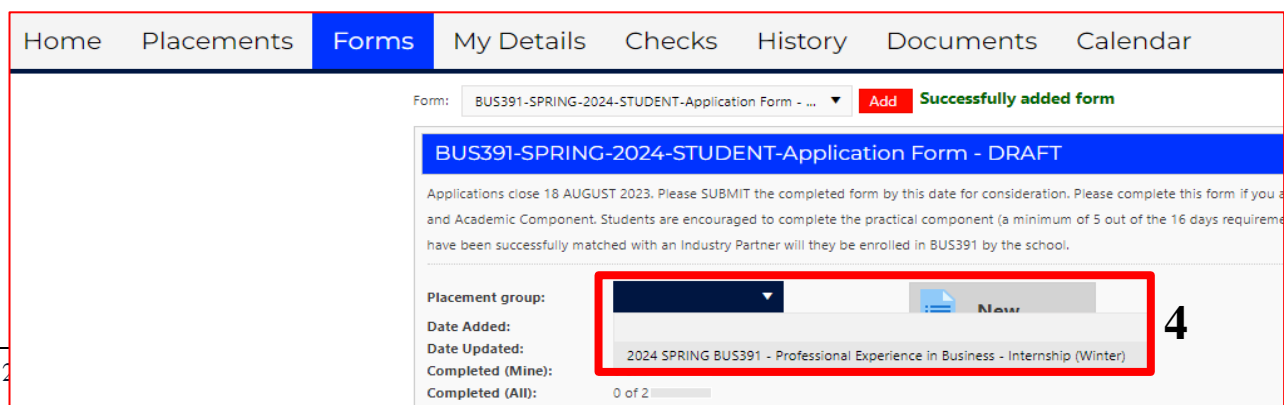 Home Placements Forms My Details Checks History Documents Calendar
Form: BUS391-SPRING-2024-STUDENT-Application Form - ... Add Successfully added form
BUS391-SPRING-2024-STUDENT-Application Form - DRAFT
Applications close 18 AUGUST 2023. Please SUBMIT the completed form by this date for consideration. Please complete this form if you
and Academic Component. Students are encouraged to complete the practical component (a minimum of 5 out of the 16 days
have been successfully matched with an Industry Partner will they be enrolled in BUS391 by the school.
Placement group:
New
4
Date Added:
Date Updated:
2024 SPRING BUS391 - Professional Experience in Business - Internship (Winter)
Completed (Mine):
Completed (All): 0 of 2